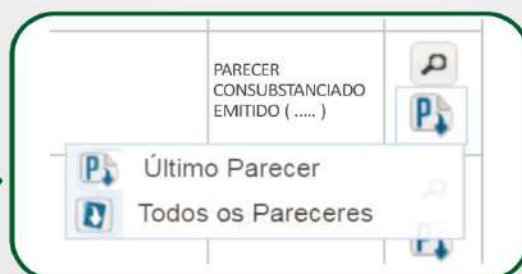 PARECER
CONSUBSTANCIADO
EMITIDO ( ..... )
P
P Último Parecer
Todos os Pareceres